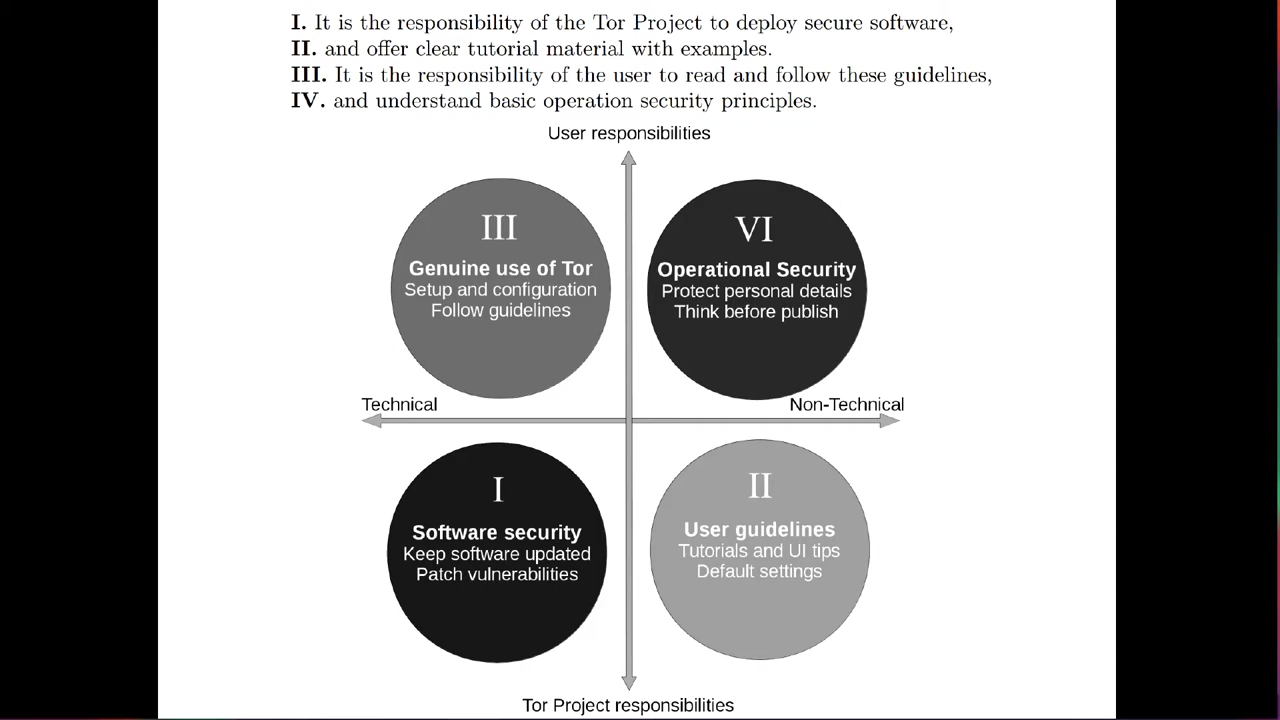 I. It is the responsibility of the Tor Project to deploy secure software,
II. and offer clear tutorial material with examples.
III. It is the responsibility of the user to read and follow these guidelines,
IV. and understand basic operation security principles.
User responsibilities
III
Genuine use of Tor
Setup and configuration
Follow guidelines
VI
Operational Security
Protect personal details
Think before publish
Technical
Non-Technical
I
Software security
Keep software updated
Patch vulnerabilities
II
User guidelines
Tutorials and UI tips
Default settings
Tor Project responsibilities